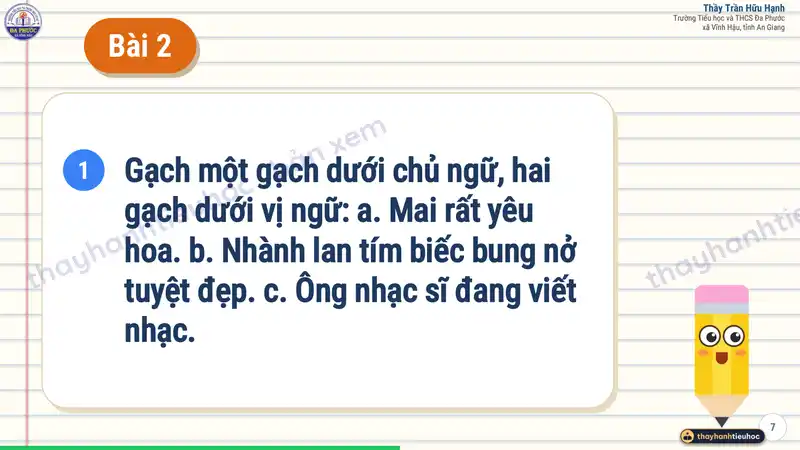 Thầy Trần Hữu Hạnh
Trường Tiểu học và THCS Đa Phước
xã Vĩnh Hậu, tỉnh An Giang
ĐA PHƯỚC
Bài 2
1
Gạch một gạch dưới chủ ngữ, hai
gạch dưới vị ngữ: a. Mai rất yêu
hoa. b. Nhành lan tím biếc bung nở
tuyệt đẹp. c. Ông nhạc sĩ đang viết
nhạc.
thayhanhtieuhoc
7